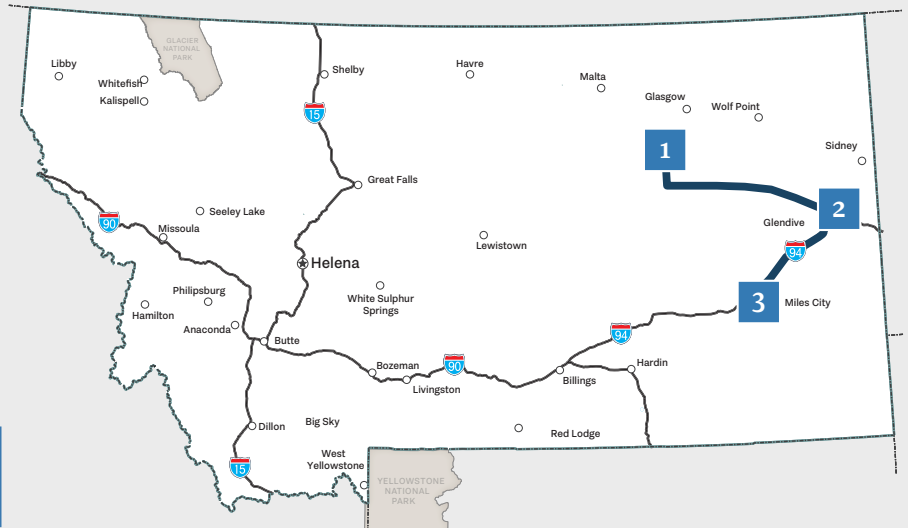 Libby
GLACIER
NATIONAL
PARK
Whitefish
Kalispell
Shelby
15
Havre
Malta
Glasgow
Wolf Point
Sidney
1
Great Falls
2
Glendive
94
Seeley Lake
90
Missoula
Lewistown
Helena
3
Miles City
Philipsburg
Hamilton
Anaconda
White Sulphur
Springs
Butte
94
Bozeman
90
Livingston
Billings
Hardin
Dillon
Big Sky
Red Lodge
West
Yellowstone
15
YELLOWSTONE
NATIONAL
PARK